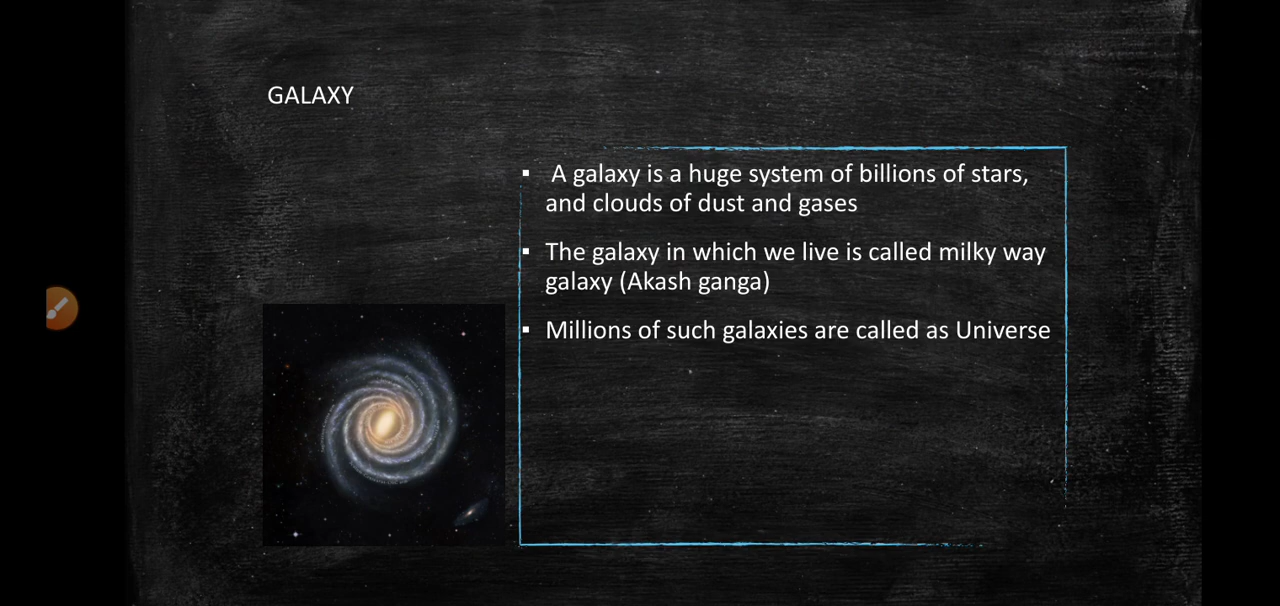 GALAXY
▪ A galaxy is a huge system of billions of stars,
and clouds of dust and gases
▪ The galaxy in which we live is called milky way
galaxy (Akash ganga)
▪ Millions of such galaxies are called as Universe